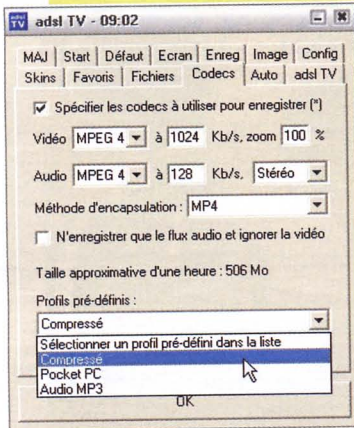 adsl TV - 09:02
MAJ Start Défaut Ecran Enreg Image Config
Skins Favoris Fichiers Codecs Auto adsl TV
Spécifier les codecs à utiliser pour enregistrer (*)
Vidéo MPEG 4 à 1024 Kb/s, zoom 100 %
Audio MPEG 4 à 128 Kb/s, Stéréo
Méthode d'encapsulation : MP4
N'enregistrer que le flux audio et ignorer la vidéo
Taille approximative d'une heure : 506 Mo
Profils pré-définis :
Compressé
Sélectionner un profil pré-défini dans la liste
Compressé
Pocket PC
Audio MP3
OK